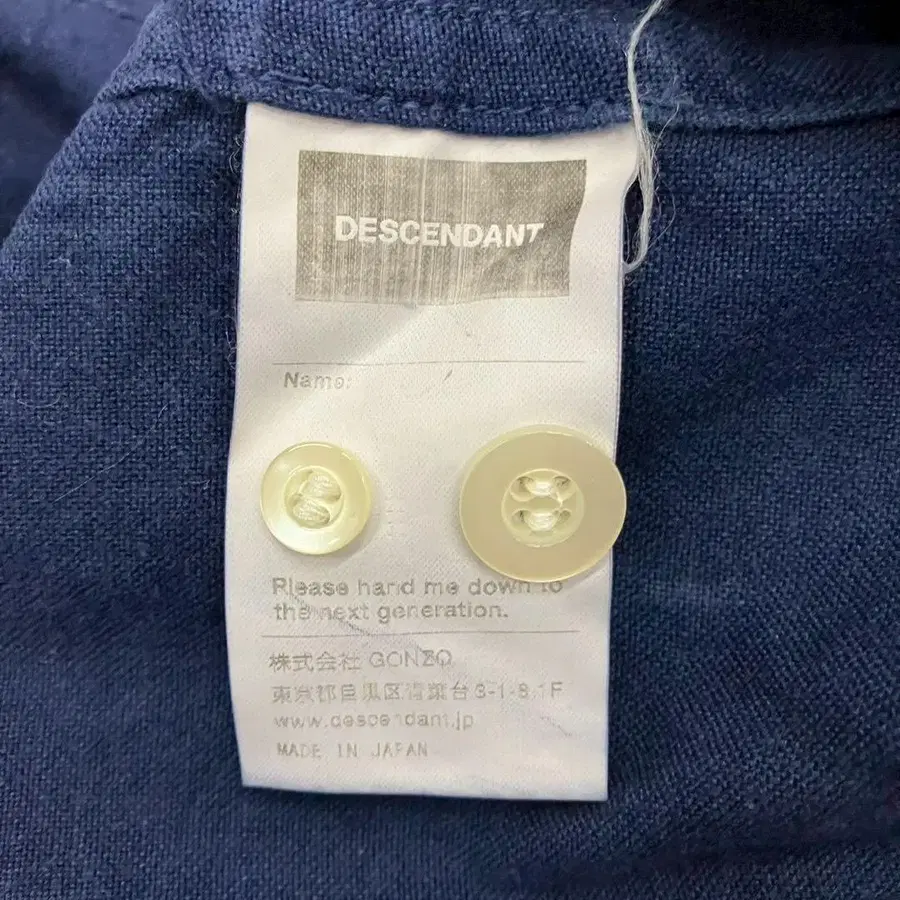 DESCENDANT
Name:
Please hand me down to
the next generation.
株式会社 GONZO
東京都目黒区青葉台3-1-8 1F
www.descendant.jp
MADE IN JAPAN